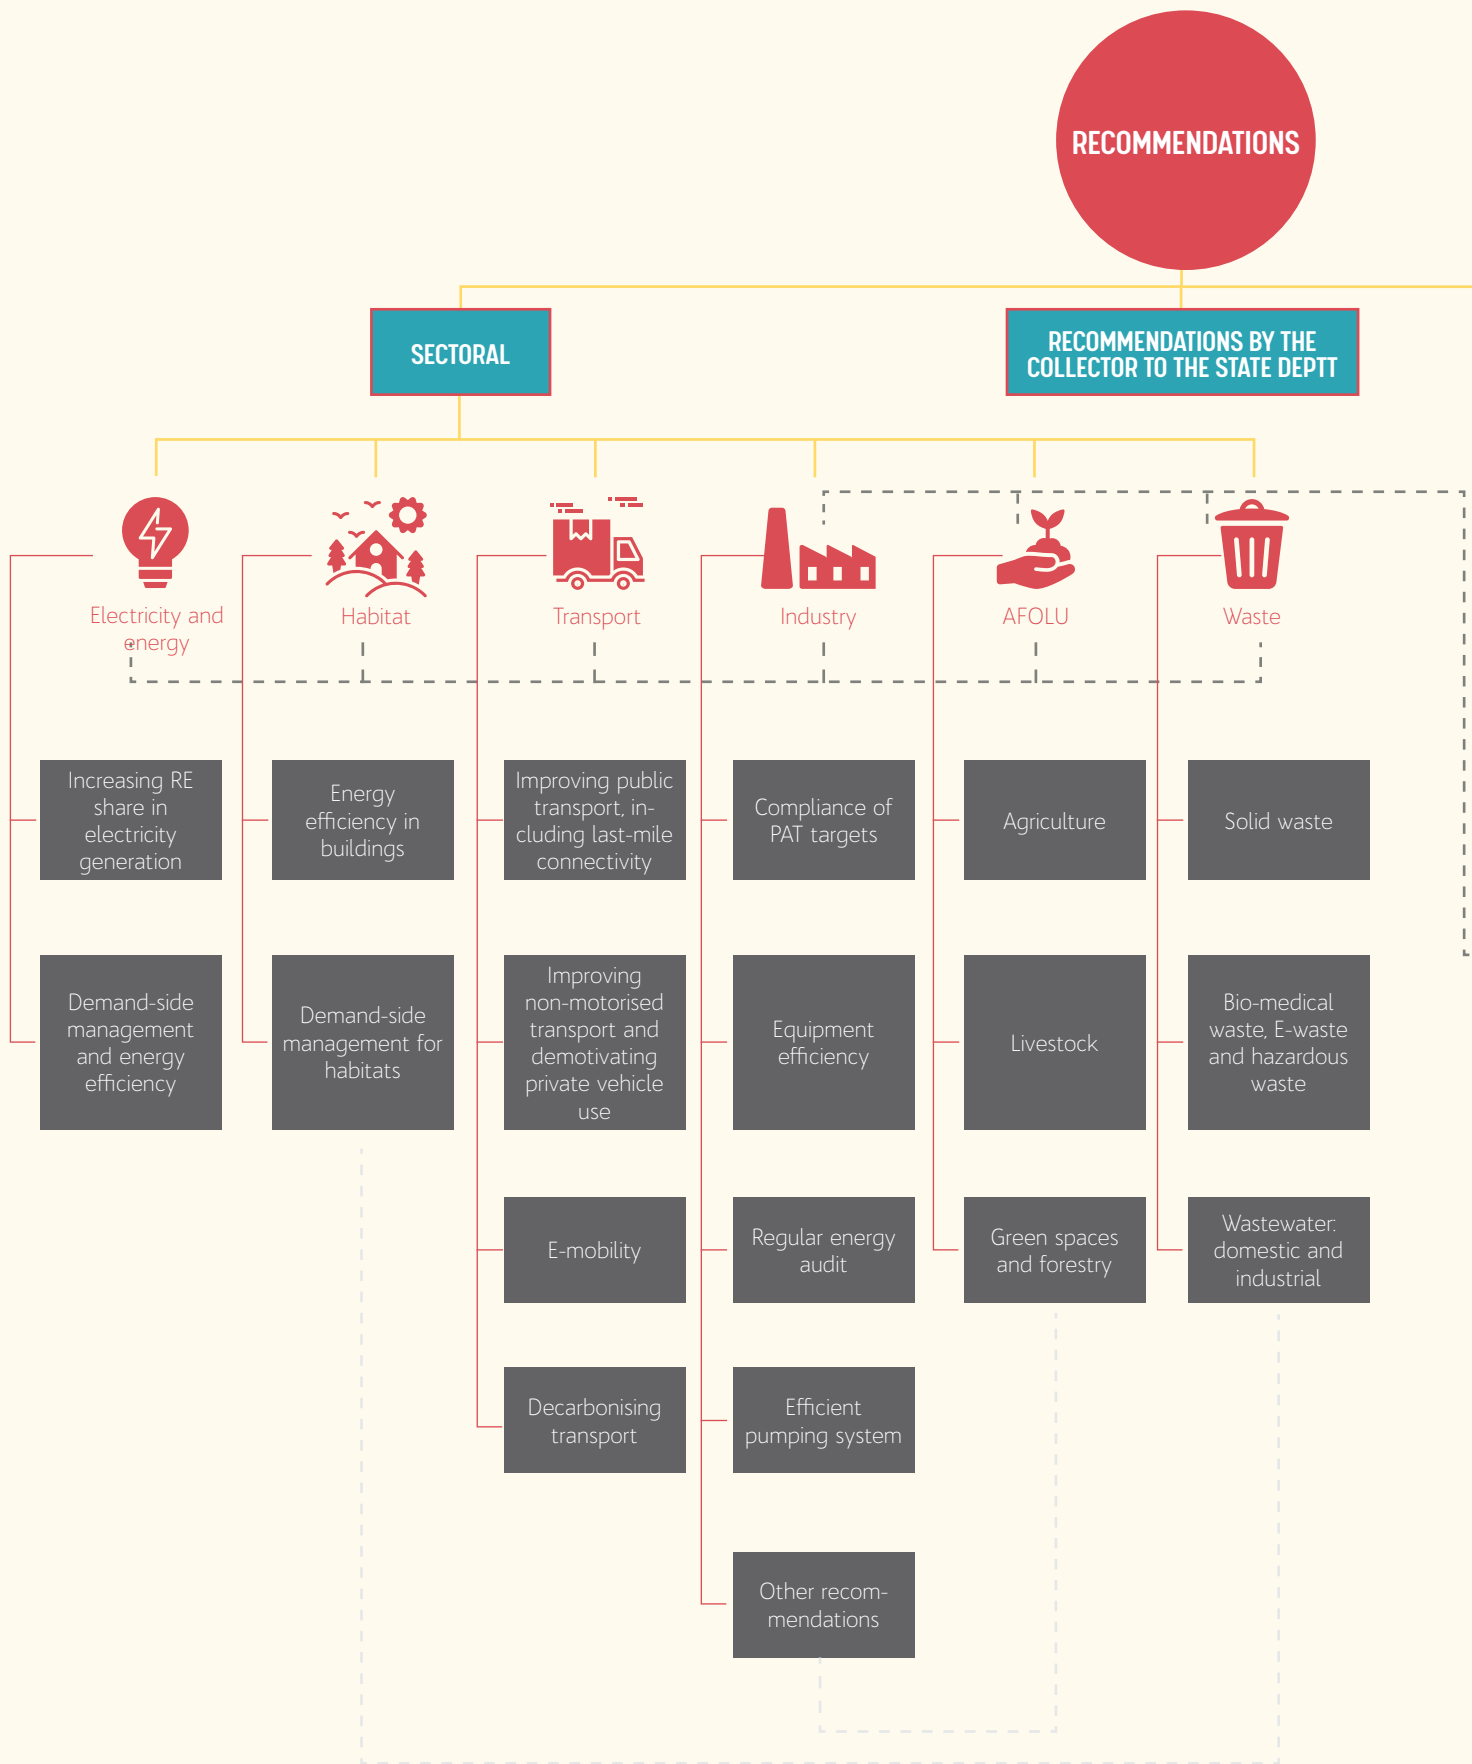 RECOMMENDATIONS
SECTORAL
RECOMMENDATIONS BY THE
COLLECTOR TO THE STATE DEPTT
Electricity and
energy
Habitat
Transport
Industry
AFOLU
Waste
Increasing RE
share in
electricity
generation
Energy
efficiency in
buildings
Improving public
transport, in-
cluding last-mile
connectivity
Compliance of
PAT targets
Agriculture
Solid waste
Demand-side
management
and energy
efficiency
Demand-side
management for
habitats
Improving
non-motorised
transport and
demotivating
private vehicle
use
Equipment
efficiency
Livestock
Bio-medical
waste, E-waste
and hazardous
waste
E-mobility
Regular energy
audit
Green spaces
and forestry
Wastewater:
domestic and
industrial
Decarbonising
transport
Efficient
pumping system
Other recom-
mendations